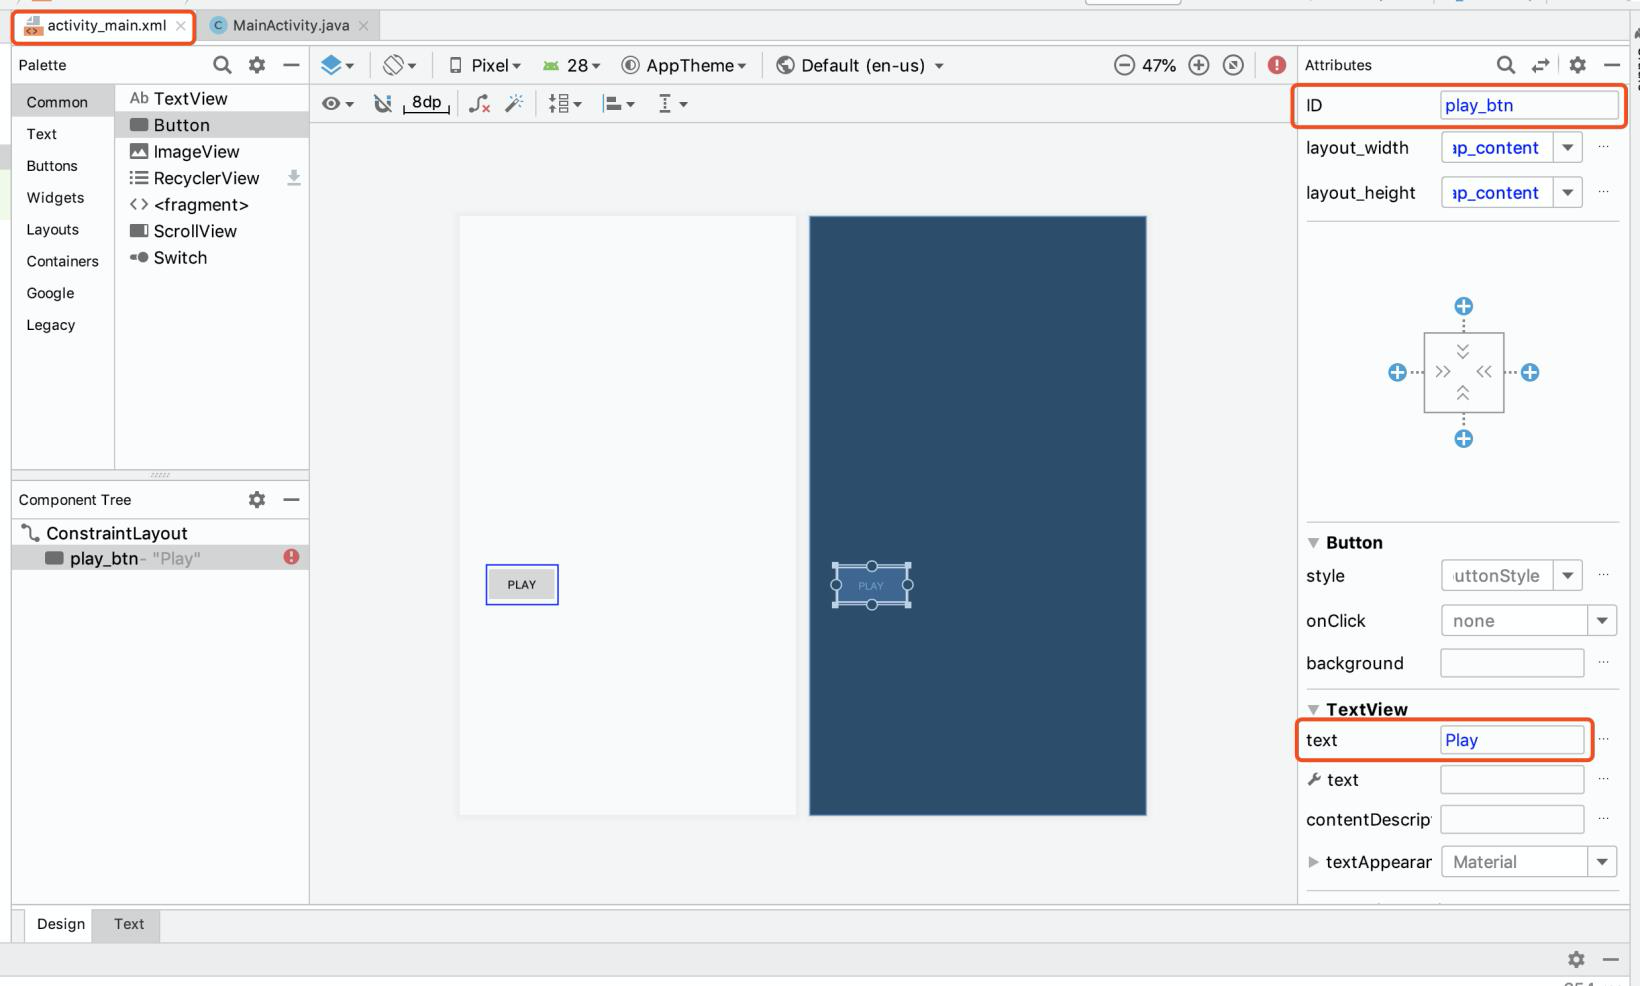 activity_main.xml
MainActivity.java
Palette
Pixel
28
AppTheme
Default (en-us)
47%
Attributes
Common
Text
Buttons
Widgets
Layouts
Containers
Google
Legacy
Ab TextView
Button
ImageView
RecyclerView
<fragment>
ScrollView
Switch
8dp
ID
play_btn
layout_width
ap_content
layout_height
ap_content
Component Tree
ConstraintLayout
play_btn- "Play"
PLAY
PLAY
Button
style
uttonStyle
onClick
none
background
TextView
text
Play
text
contentDescrip
textAppearar
Material
Design
Text